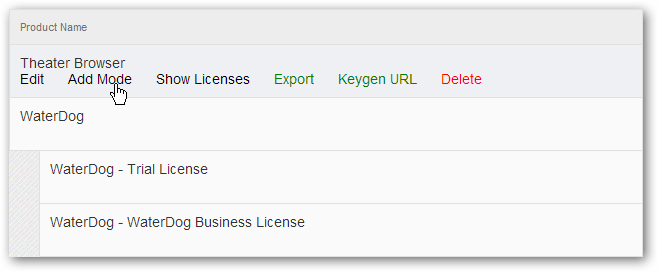 Product Name
Theater Browser
Edit Add Mode Show Licenses Export Keygen URL Delete
WaterDog
WaterDog - Trial License
WaterDog - WaterDog Business License